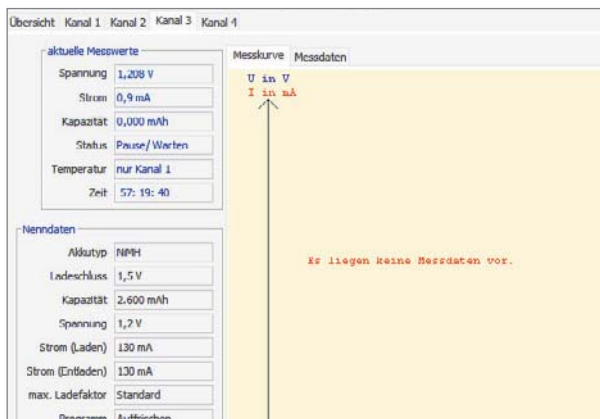 Übersicht Kanal 1 Kanal 2 Kanal 3 Kanal 4
aktuelle Messwerte
Spannung 1,208 V
Strom 0,9 mA
Kapazität 0,000 mAh
Status Pause/ Warten
Temperatur nur Kanal 1
Zeit 57: 19: 40
Nenndaten
Akkutyp NiMH
Ladeschluss 1,5 V
Kapazität 2.600 mAh
Spannung 1,2 V
Strom (Laden) 130 mA
Strom (Entladen) 130 mA
max. Ladefaktor Standard
Programm Auffrischen
Messkurve Messdaten
U in V
I in mA
Es liegen keine Messdaten vor.